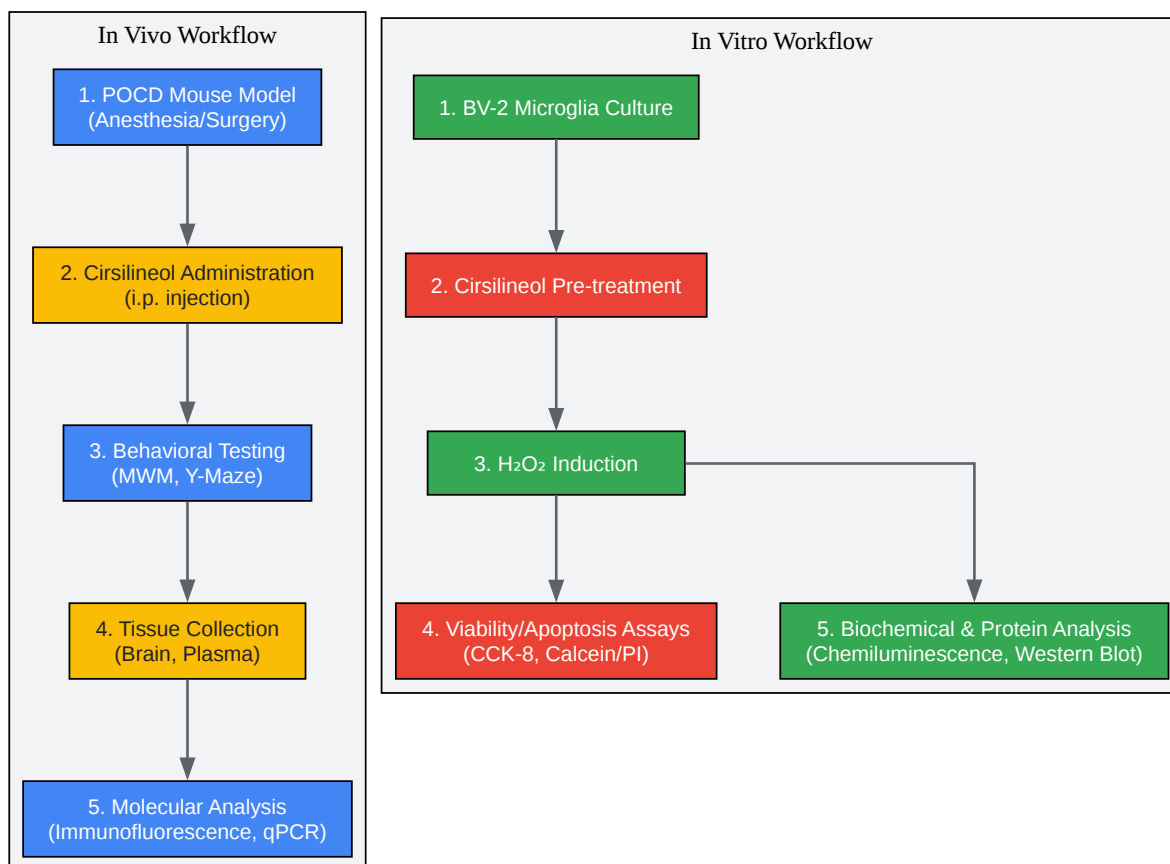 In Vivo Workflow
1. POCD Mouse Model
(Anesthesia/Surgery)
2. Cirsilineol Administration
(i.p. injection)
3. Behavioral Testing
(MWM, Y-Maze)
4. Tissue Collection
(Brain, Plasma)
5. Molecular Analysis
(Immunofluorescence, qPCR)
In Vitro Workflow
1. BV-2 Microglia Culture
2. Cirsilineol Pre-treatment
3. H₂O₂ Induction
4. Viability/Apoptosis Assays
(CCK-8, Calcein/PI)
5. Biochemical & Protein Analysis
(Chemiluminescence, Western Blot)